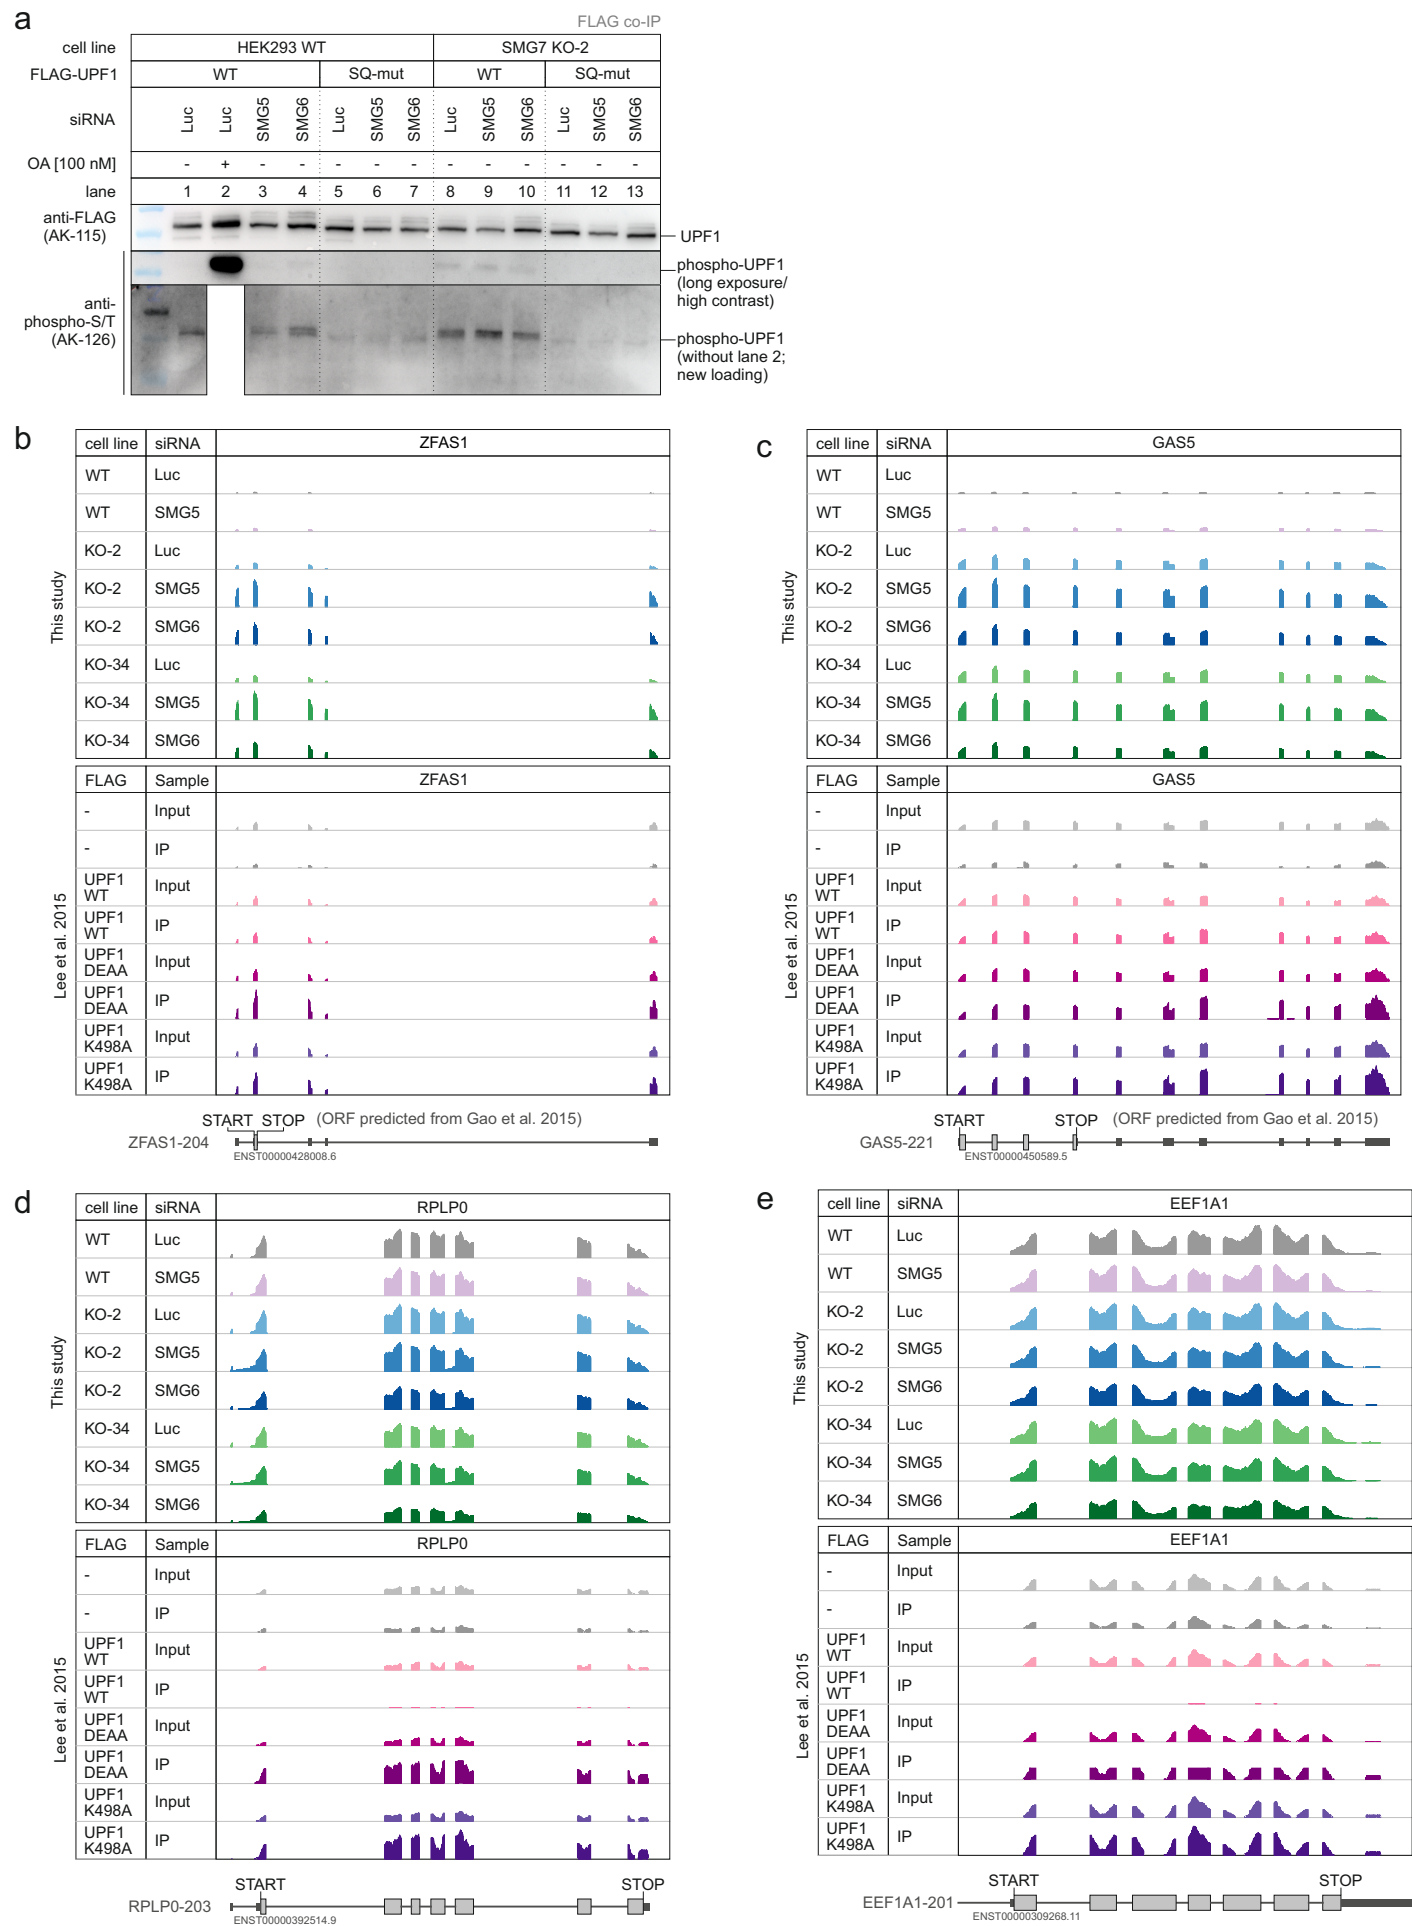 a
FLAG co-IP
cell line HEK293 WT SMG7 KO-2
FLAG-UPF1 WT SQ-mut WT SQ-mut
siRNA Luc Luc SMG5 SMG6 Luc SMG5 SMG6 Luc SMG5 SMG6 Luc SMG5 SMG6
OA [100 nM] - + - - - - - - - - - - -
lane 1 2 3 4 5 6 7 8 9 10 11 12 13
anti-FLAG
(AK-115)
UPF1
phospho-UPF1
(long exposure/
high contrast)
anti-
phospho-S/T
(AK-126)
phospho-UPF1
(without lane 2;
new loading)
b
cell line siRNA ZFAS1
This study
WT Luc
WT SMG5
KO-2 Luc
KO-2 SMG5
KO-2 SMG6
KO-34 Luc
KO-34 SMG5
KO-34 SMG6
FLAG Sample ZFAS1
Lee et al. 2015
- Input
- IP
UPF1
WT Input
UPF1
WT IP
UPF1
DEAA Input
UPF1
DEAA IP
UPF1
K498A Input
UPF1
K498A IP
START STOP (ORF predicted from Gao et al. 2015)
ZFAS1-204
ENST00000428008.6
c
cell line siRNA GAS5
This study
WT Luc
WT SMG5
KO-2 Luc
KO-2 SMG5
KO-2 SMG6
KO-34 Luc
KO-34 SMG5
KO-34 SMG6
FLAG Sample GAS5
Lee et al. 2015
- Input
- IP
UPF1
WT Input
UPF1
WT IP
UPF1
DEAA Input
UPF1
DEAA IP
UPF1
K498A Input
UPF1
K498A IP
START STOP (ORF predicted from Gao et al. 2015)
GAS5-221
ENST00000450589.5
d
cell line siRNA RPLP0
This study
WT Luc
WT SMG5
KO-2 Luc
KO-2 SMG5
KO-2 SMG6
KO-34 Luc
KO-34 SMG5
KO-34 SMG6
FLAG Sample RPLP0
Lee et al. 2015
- Input
- IP
UPF1
WT Input
UPF1
WT IP
UPF1
DEAA Input
UPF1
DEAA IP
UPF1
K498A Input
UPF1
K498A IP
START STOP
RPLP0-203
ENST00000392514.9
e
cell line siRNA EEF1A1
This study
WT Luc
WT SMG5
KO-2 Luc
KO-2 SMG5
KO-2 SMG6
KO-34 Luc
KO-34 SMG5
KO-34 SMG6
FLAG Sample EEF1A1
Lee et al. 2015
- Input
- IP
UPF1
WT Input
UPF1
WT IP
UPF1
DEAA Input
UPF1
DEAA IP
UPF1
K498A Input
UPF1
K498A IP
START STOP
EEF1A1-201
ENST00000309268.11